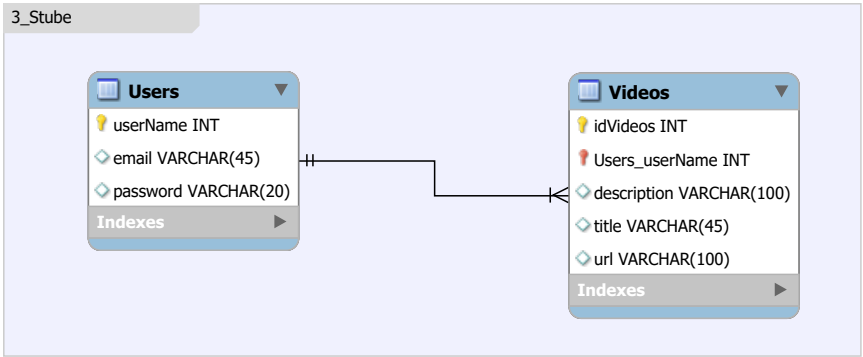 3_Stube
Users
userName INT
email VARCHAR(45)
password VARCHAR(20)
Indexes
Videos
idVideos INT
Users_userName INT
description VARCHAR(100)
title VARCHAR(45)
url VARCHAR(100)
Indexes